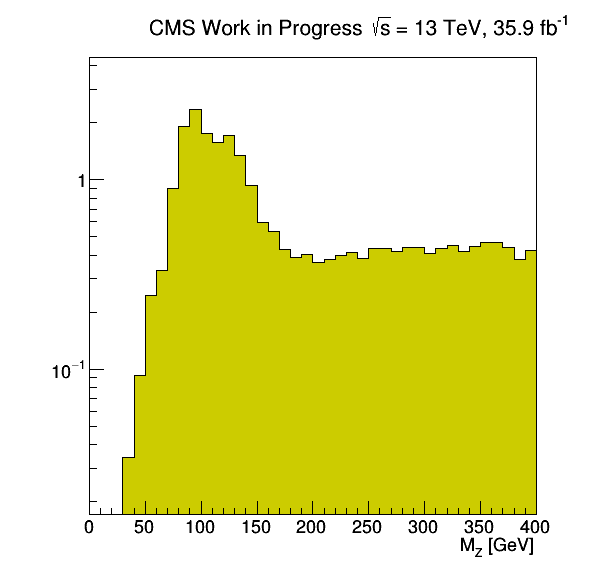 CMS Work in Progress √s = 13 TeV, 35.9 fb⁻¹
1
10⁻¹
0 50 100 150 200 250 300 350 400
M_Z [GeV]